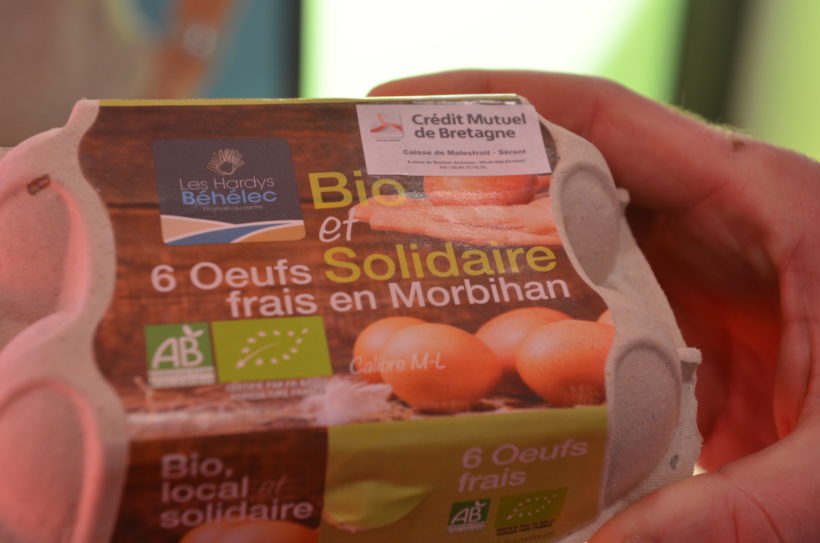 Crédit Mutuel
de Bretagne
Caisse de Malestroit - Sérent
Les Hardys
Béhélec
Bio
et
Solidaire
6 Oeufs
frais en Morbihan
AB
Calibre M-L
Bio,
local et
solidaire
6 Oeufs
frais
AB